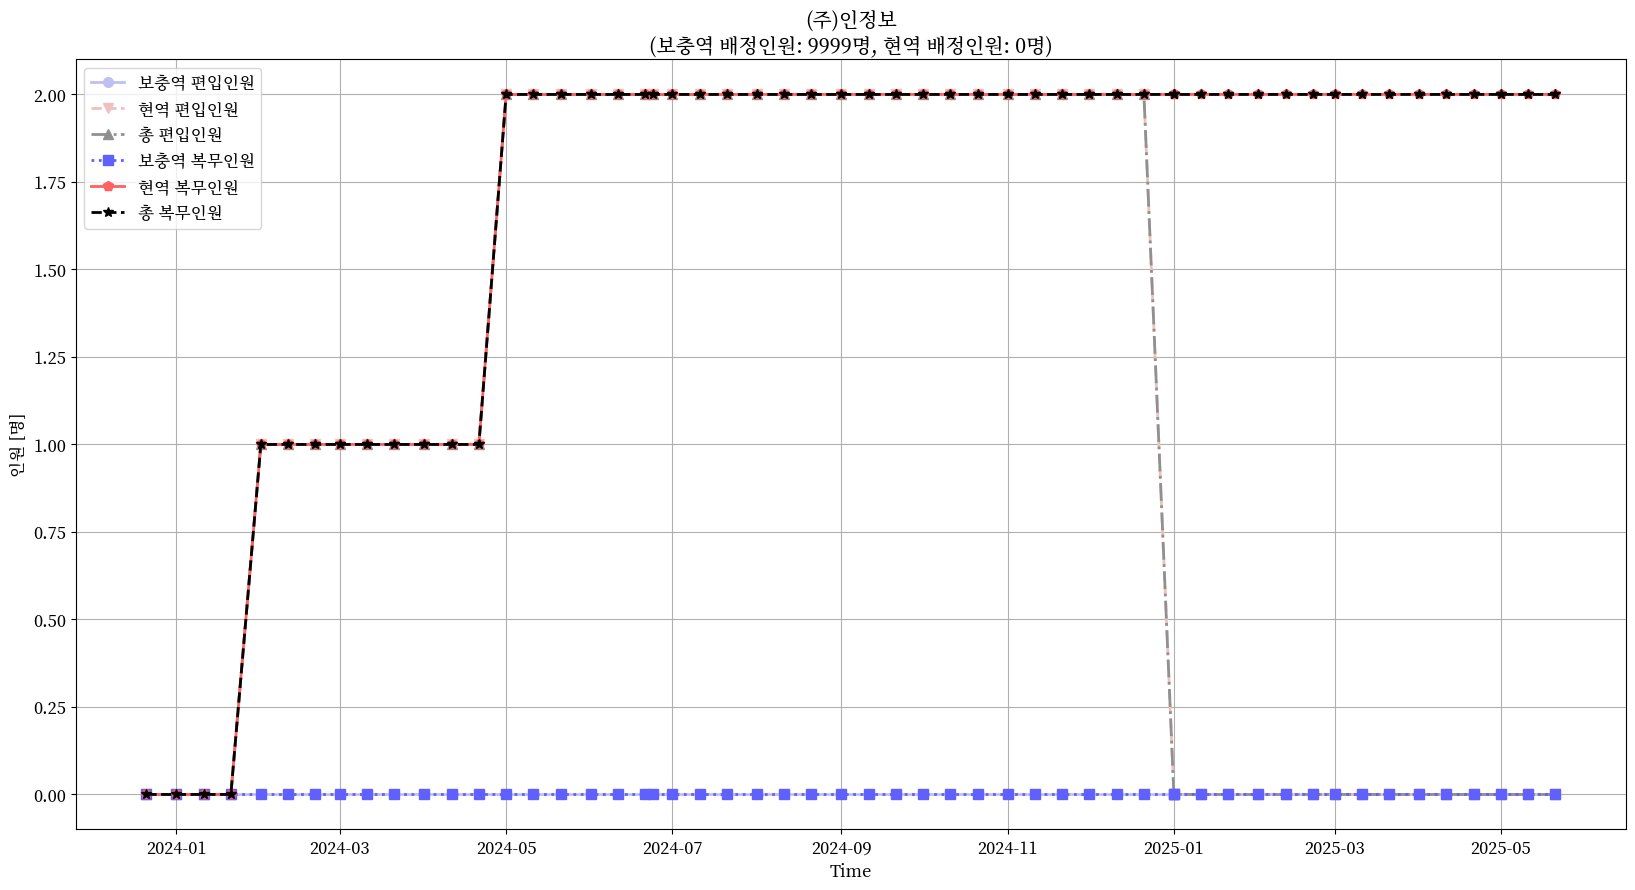 (주)인정보
(보충역 배정인원: 9999명, 현역 배정인원: 0명)
보충역 편입인원
현역 편입인원
총 편입인원
보충역 복무인원
현역 복무인원
총 복무인원
2.00
1.75
1.50
1.25
1.00
0.75
0.50
0.25
0.00
인원 [명]
2024-01 2024-03 2024-05 2024-07 2024-09 2024-11 2025-01 2025-03 2025-05
Time